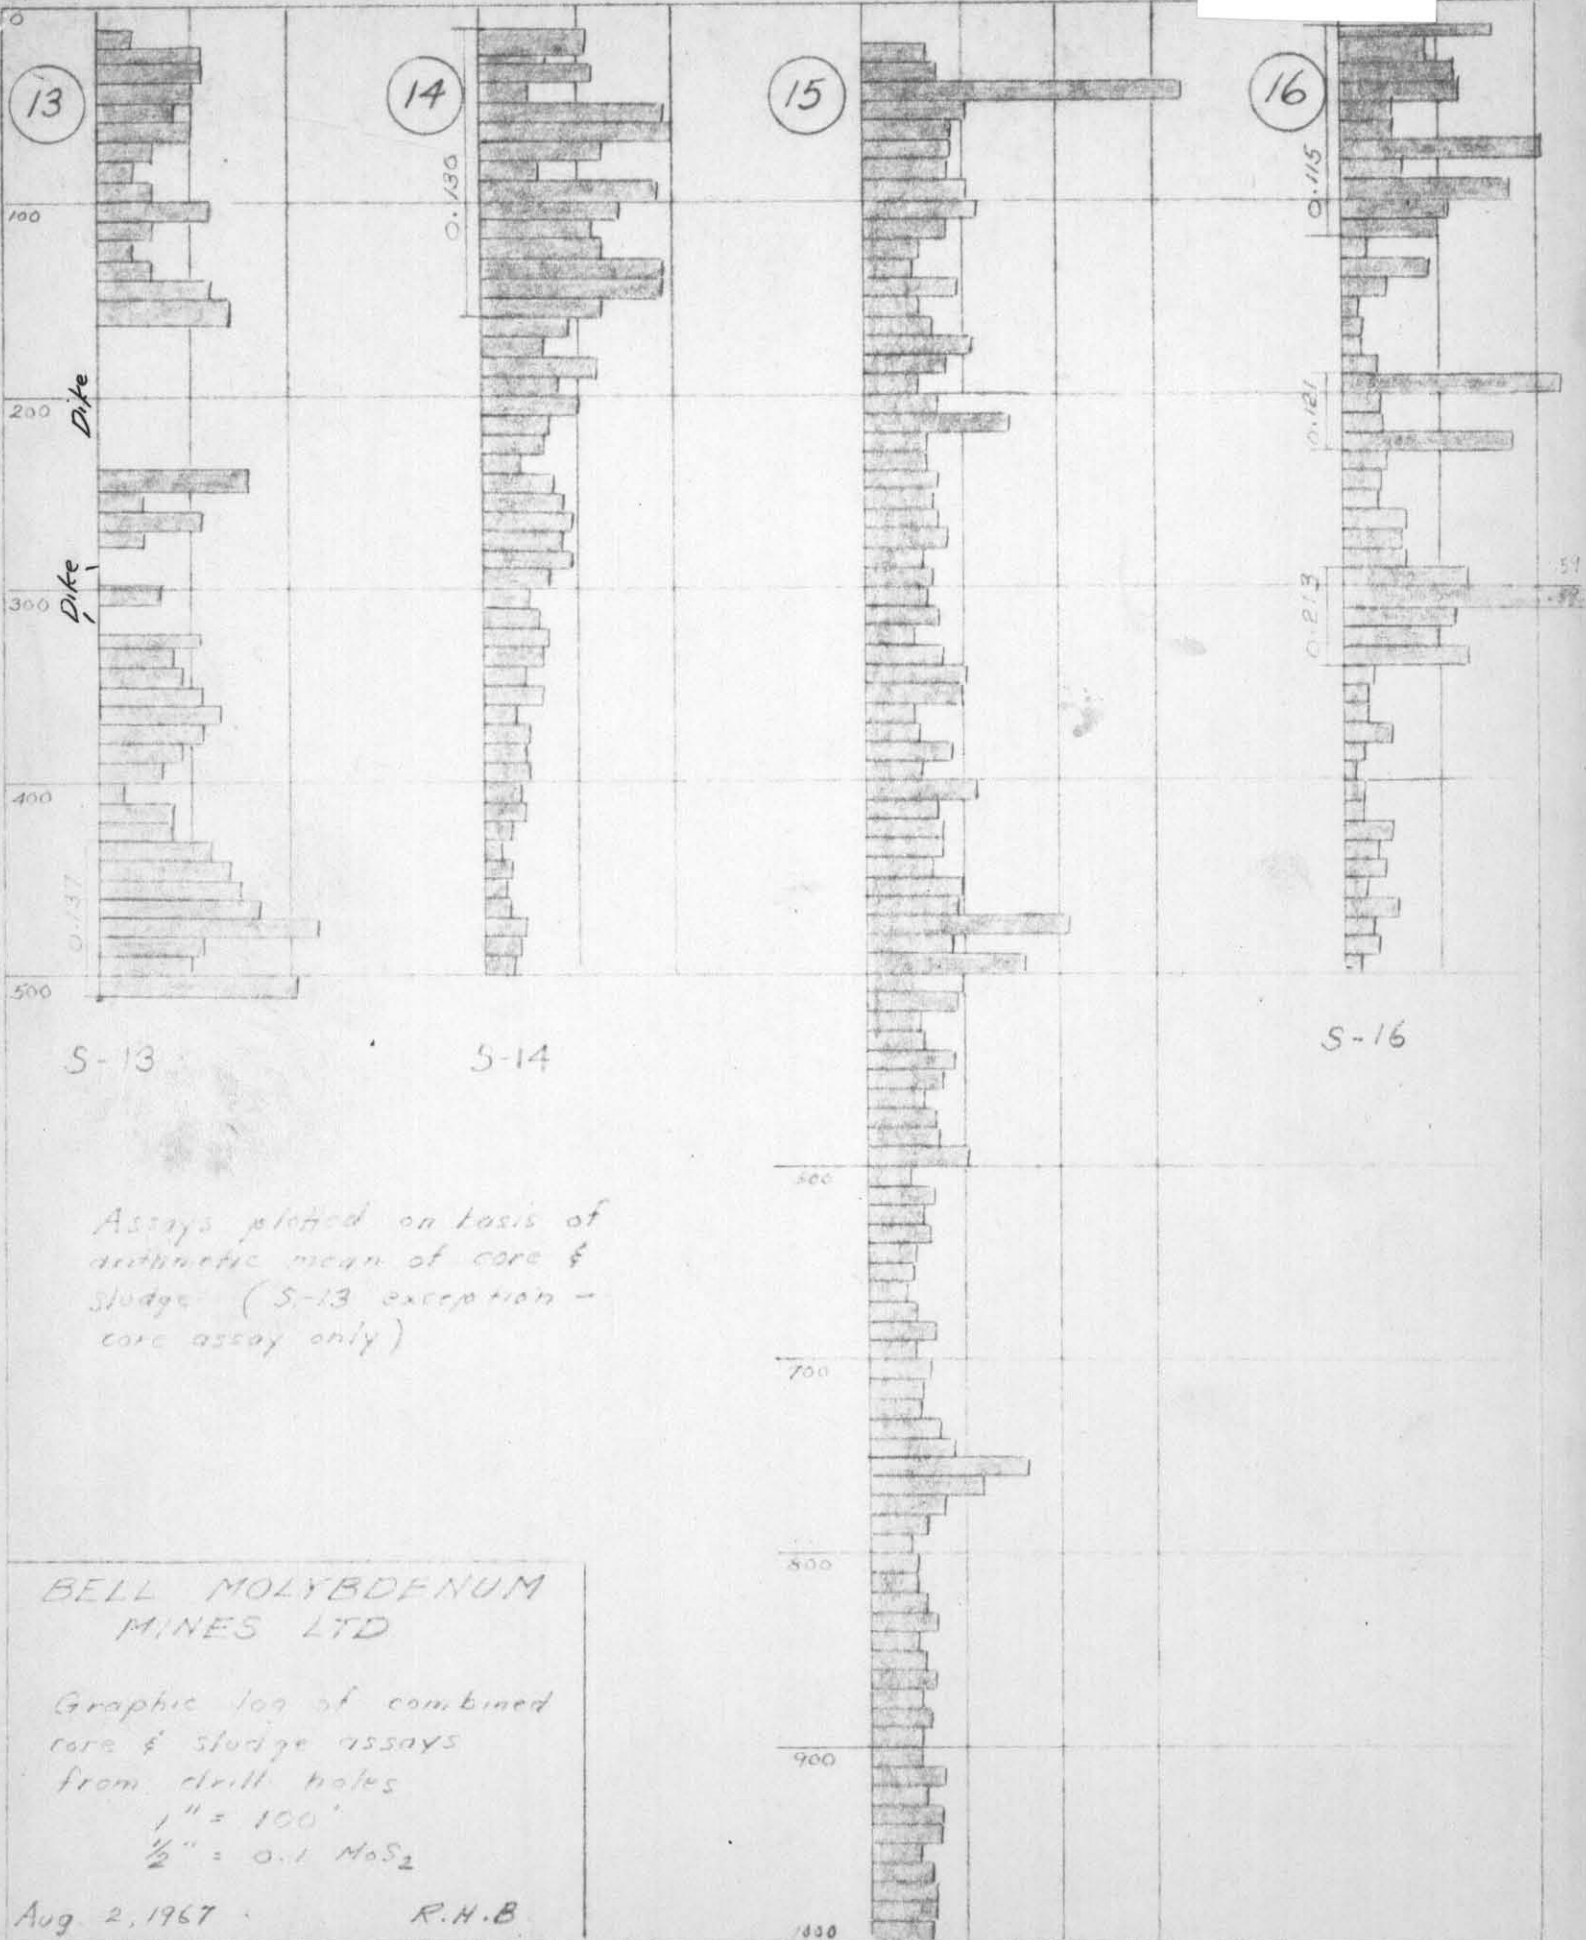 0
13
14
15
16
0.130
0.115
100
Dike
200
0.121
Dike
300
0.213
.59
400
0.137
500
S-13
S-14
S-16
Assays plotted on basis of
arithmetic mean of core &
sludge (S-13 exception -
core assay only)
600
700
800
900
1000
BELL MOLYBDENUM
MINES LTD
Graphic log of combined
core & sludge assays
from drill holes
1" = 100'
1/2" = 0.1 MoS2
Aug 2, 1967 R.H.B.